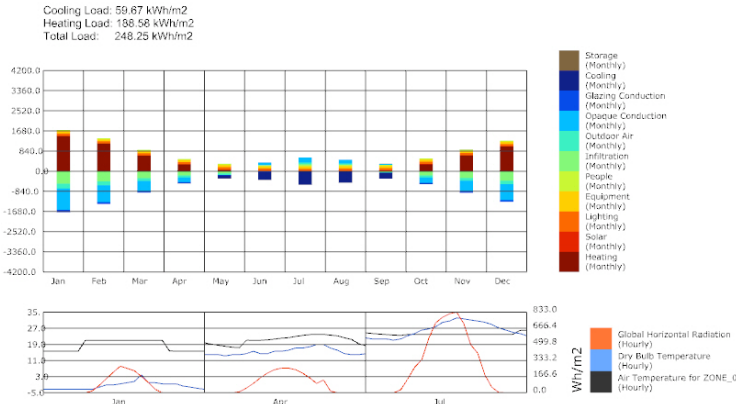 Cooling Load: 59.67 kWh/m2
Heating Load: 188.58 kWh/m2
Total Load: 248.25 kWh/m2
4200.0
3360.0
2520.0
1680.0
840.0
0.0
-840.0
-1680.0
-2520.0
-3360.0
-4200.0
Jan Feb Mar Apr May Jun Jul Aug Sep Oct Nov Dec
Storage
(Monthly)
Cooling
(Monthly)
Glazing Conduction
(Monthly)
Opaque Conduction
(Monthly)
Outdoor Air
(Monthly)
Infiltration
(Monthly)
People
(Monthly)
Equipment
(Monthly)
Lighting
(Monthly)
Solar
(Monthly)
Heating
(Monthly)
35.
27.0
19.0
11.0
3.0
-5.0
Jan Apr Jul
833.0
666.4
499.8
333.2
166.6
0.0
Wh/m2
Global Horizontal Radiation
(Hourly)
Dry Bulb Temperature
(Hourly)
Air Temperature for ZONE_0
(Hourly)